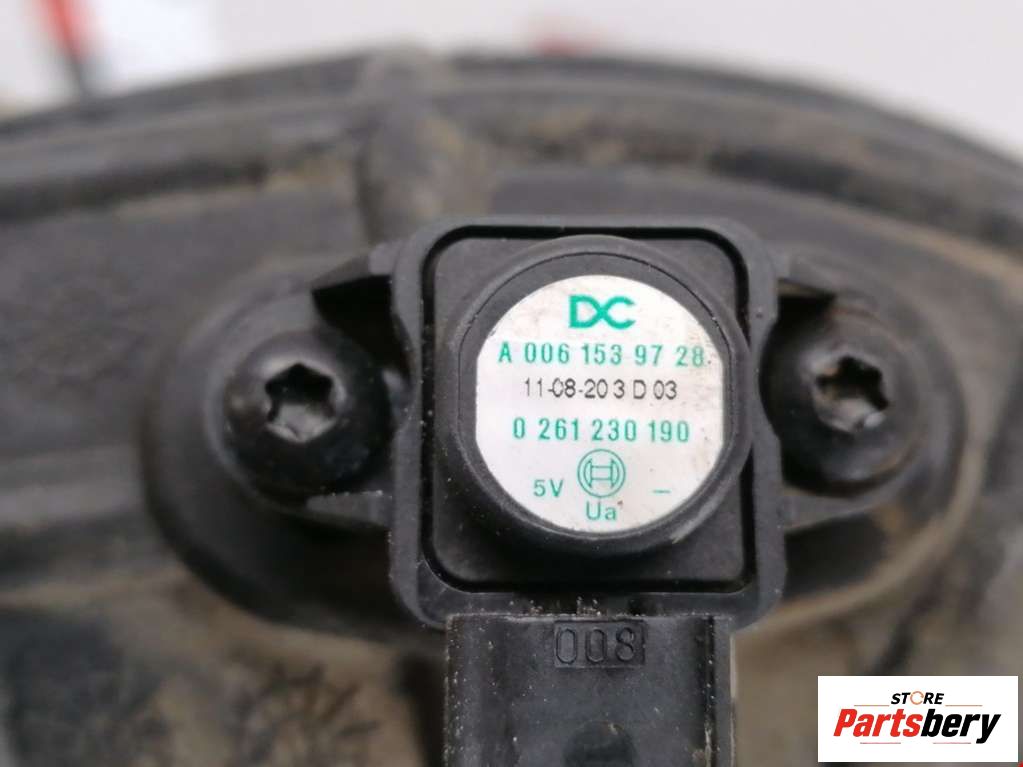 DC
A 006 153 97 28
11-08-20 3 D 03
0 261 230 190
5V –
Ua
008
STORE
Partsbery